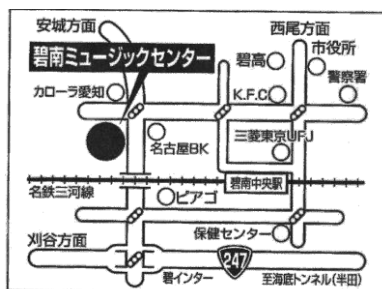 安城方面
西尾方面
碧南ミュージックセンター
碧高
市役所
カローラ愛知
K.F.C
警察署
名古屋BK
三菱東京UFJ
名鉄三河線
碧南中央駅
ピアゴ
刈谷方面
保健センター
247
碧インター
至海底トンネル(半田)